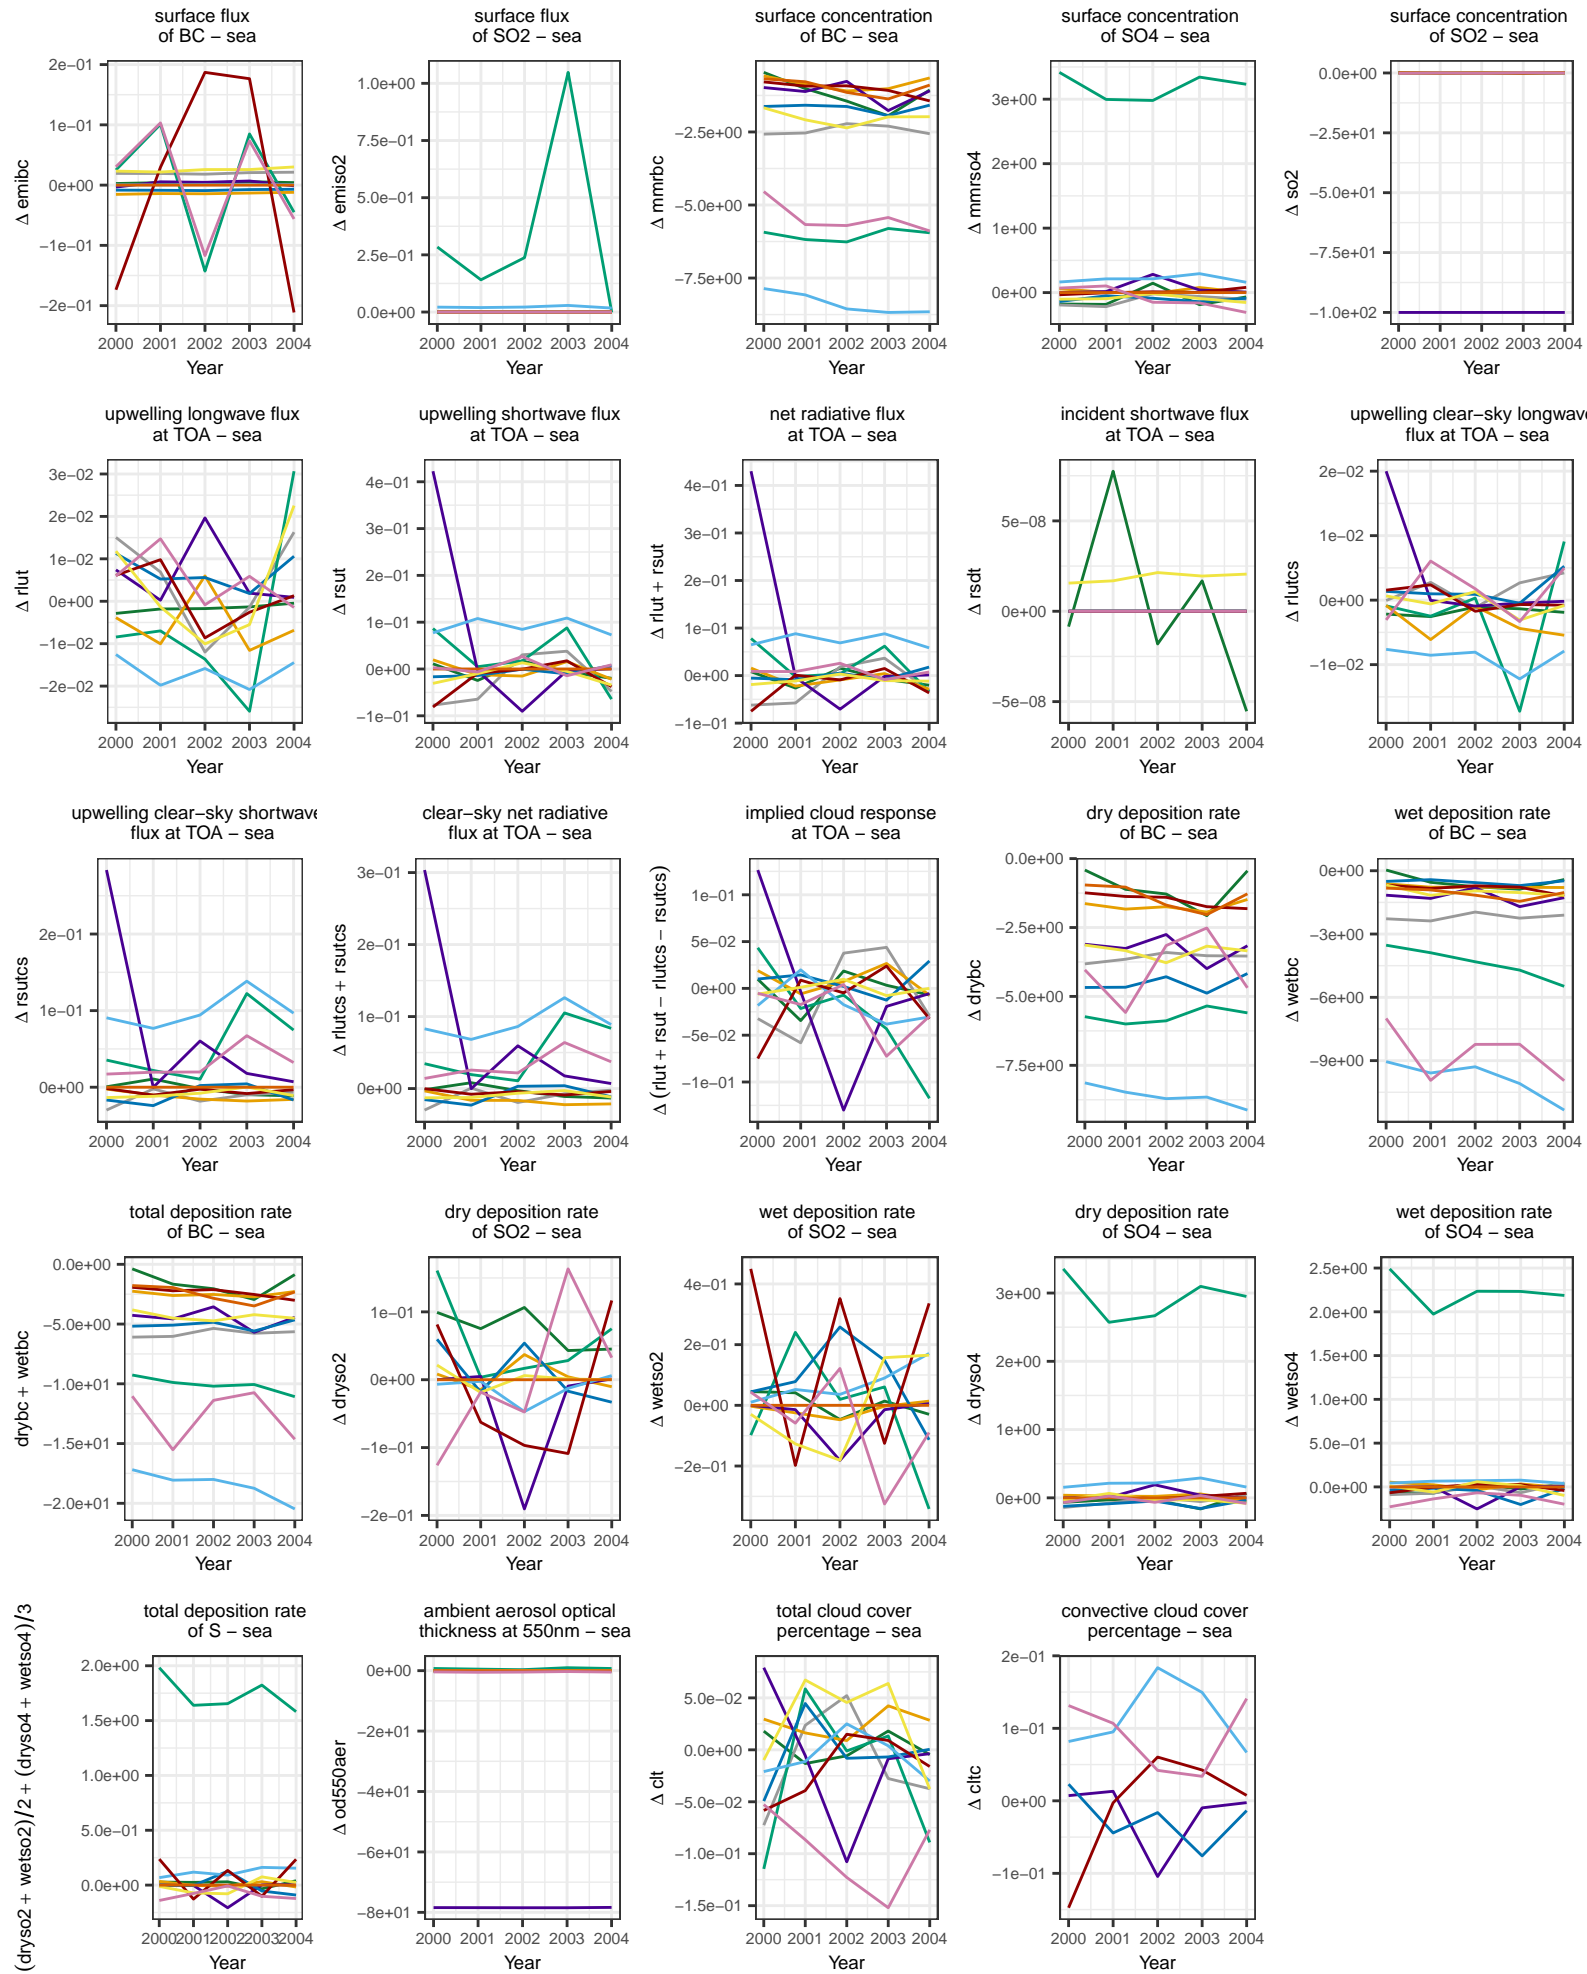 surface flux
of BC − sea
surface flux
of SO2 − sea
surface concentration
of BC − sea
surface concentration
of SO4 − sea
surface concentration
of SO2 − sea
Δ emibc
2e−01
1e−01
0e+00
−1e−01
−2e−01
2000 2001 2002 2003 2004
Year
Δ emiso2
1.0e+00
7.5e−01
5.0e−01
2.5e−01
0.0e+00
2000 2001 2002 2003 2004
Year
Δ mmrbc
−2.5e+00
−5.0e+00
−7.5e+00
2000 2001 2002 2003 2004
Year
Δ mmrso4
3e+00
2e+00
1e+00
0e+00
2000 2001 2002 2003 2004
Year
Δ so2
0.0e+00
−2.5e+01
−5.0e+01
−7.5e+01
−1.0e+02
2000 2001 2002 2003 2004
Year
upwelling longwave flux
at TOA − sea
upwelling shortwave flux
at TOA − sea
net radiative flux
at TOA − sea
incident shortwave flux
at TOA − sea
upwelling clear−sky longwave
flux at TOA − sea
Δ rlut
3e−02
2e−02
1e−02
0e+00
−1e−02
−2e−02
2000 2001 2002 2003 2004
Year
Δ rsut
4e−01
3e−01
2e−01
1e−01
0e+00
−1e−01
2000 2001 2002 2003 2004
Year
Δ rlut + rsut
4e−01
3e−01
2e−01
1e−01
0e+00
−1e−01
2000 2001 2002 2003 2004
Year
Δ rsdt
5e−08
0e+00
−5e−08
2000 2001 2002 2003 2004
Year
Δ rlutcs
2e−02
1e−02
0e+00
−1e−02
2000 2001 2002 2003 2004
Year
upwelling clear−sky shortwave
flux at TOA − sea
clear−sky net radiative
flux at TOA − sea
implied cloud response
at TOA − sea
dry deposition rate
of BC − sea
wet deposition rate
of BC − sea
Δ rsutcs
2e−01
1e−01
0e+00
2000 2001 2002 2003 2004
Year
Δ rlutcs + rsutcs
3e−01
2e−01
1e−01
0e+00
2000 2001 2002 2003 2004
Year
Δ (rlut + rsut − rlutcs − rsutcs)
1e−01
5e−02
0e+00
−5e−02
−1e−01
2000 2001 2002 2003 2004
Year
Δ drybc
0.0e+00
−2.5e+00
−5.0e+00
−7.5e+00
2000 2001 2002 2003 2004
Year
Δ wetbc
0e+00
−3e+00
−6e+00
−9e+00
2000 2001 2002 2003 2004
Year
total deposition rate
of BC − sea
dry deposition rate
of SO2 − sea
wet deposition rate
of SO2 − sea
dry deposition rate
of SO4 − sea
wet deposition rate
of SO4 − sea
drybc + wetbc
0.0e+00
−5.0e+00
−1.0e+01
−1.5e+01
−2.0e+01
2000 2001 2002 2003 2004
Year
Δ dryso2
1e−01
0e+00
−1e−01
−2e−01
2000 2001 2002 2003 2004
Year
Δ wetso2
4e−01
2e−01
0e+00
−2e−01
2000 2001 2002 2003 2004
Year
Δ dryso4
3e+00
2e+00
1e+00
0e+00
2000 2001 2002 2003 2004
Year
Δ wetso4
2.5e+00
2.0e+00
1.5e+00
1.0e+00
5.0e−01
0.0e+00
2000 2001 2002 2003 2004
Year
total deposition rate
of S − sea
ambient aerosol optical
thickness at 550nm − sea
total cloud cover
percentage − sea
convective cloud cover
percentage − sea
(dryso2 + wetso2)/2 + (dryso4 + wetso4)/3
2.0e+00
1.5e+00
1.0e+00
5.0e−01
0.0e+00
2000 2001 2002 2003 2004
Year
Δ od550aer
0e+00
−2e+01
−4e+01
−6e+01
−8e+01
2000 2001 2002 2003 2004
Year
Δ clt
5.0e−02
0.0e+00
−5.0e−02
−1.0e−01
−1.5e−01
2000 2001 2002 2003 2004
Year
Δ cltc
2e−01
1e−01
0e+00
−1e−01
2000 2001 2002 2003 2004
Year